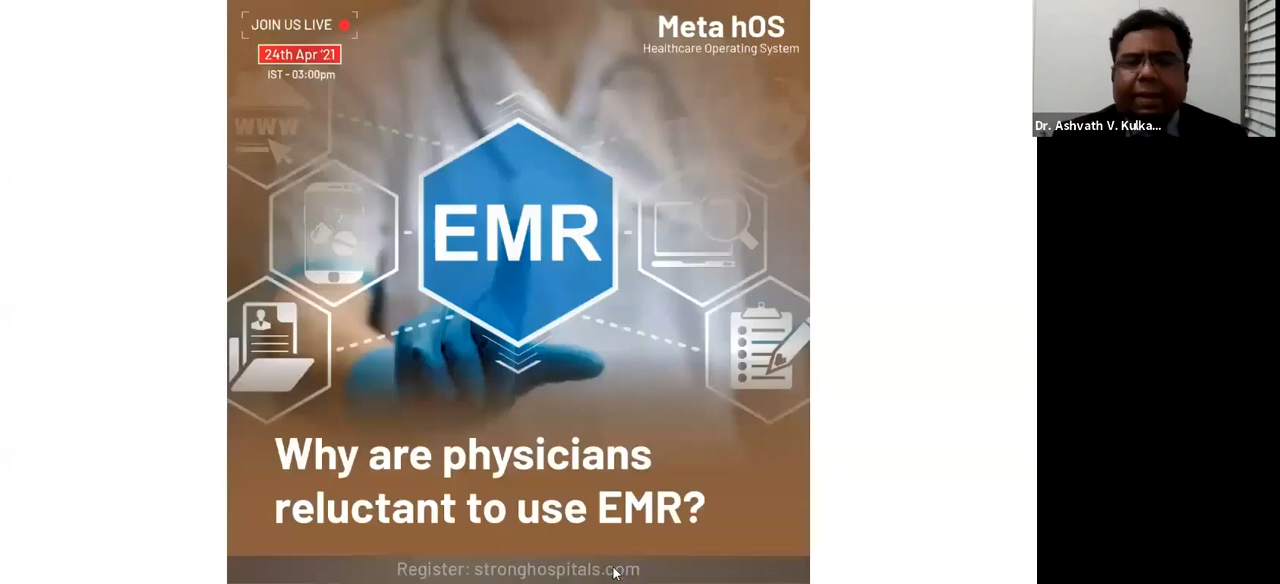 JOIN US LIVE
24th Apr '21
IST - 03:00pm
Meta hOS
Healthcare Operating System
Dr. Ashvath V. Kulka...
WWW
EMR
Why are physicians
reluctant to use EMR?
Register: stronghospitals.com